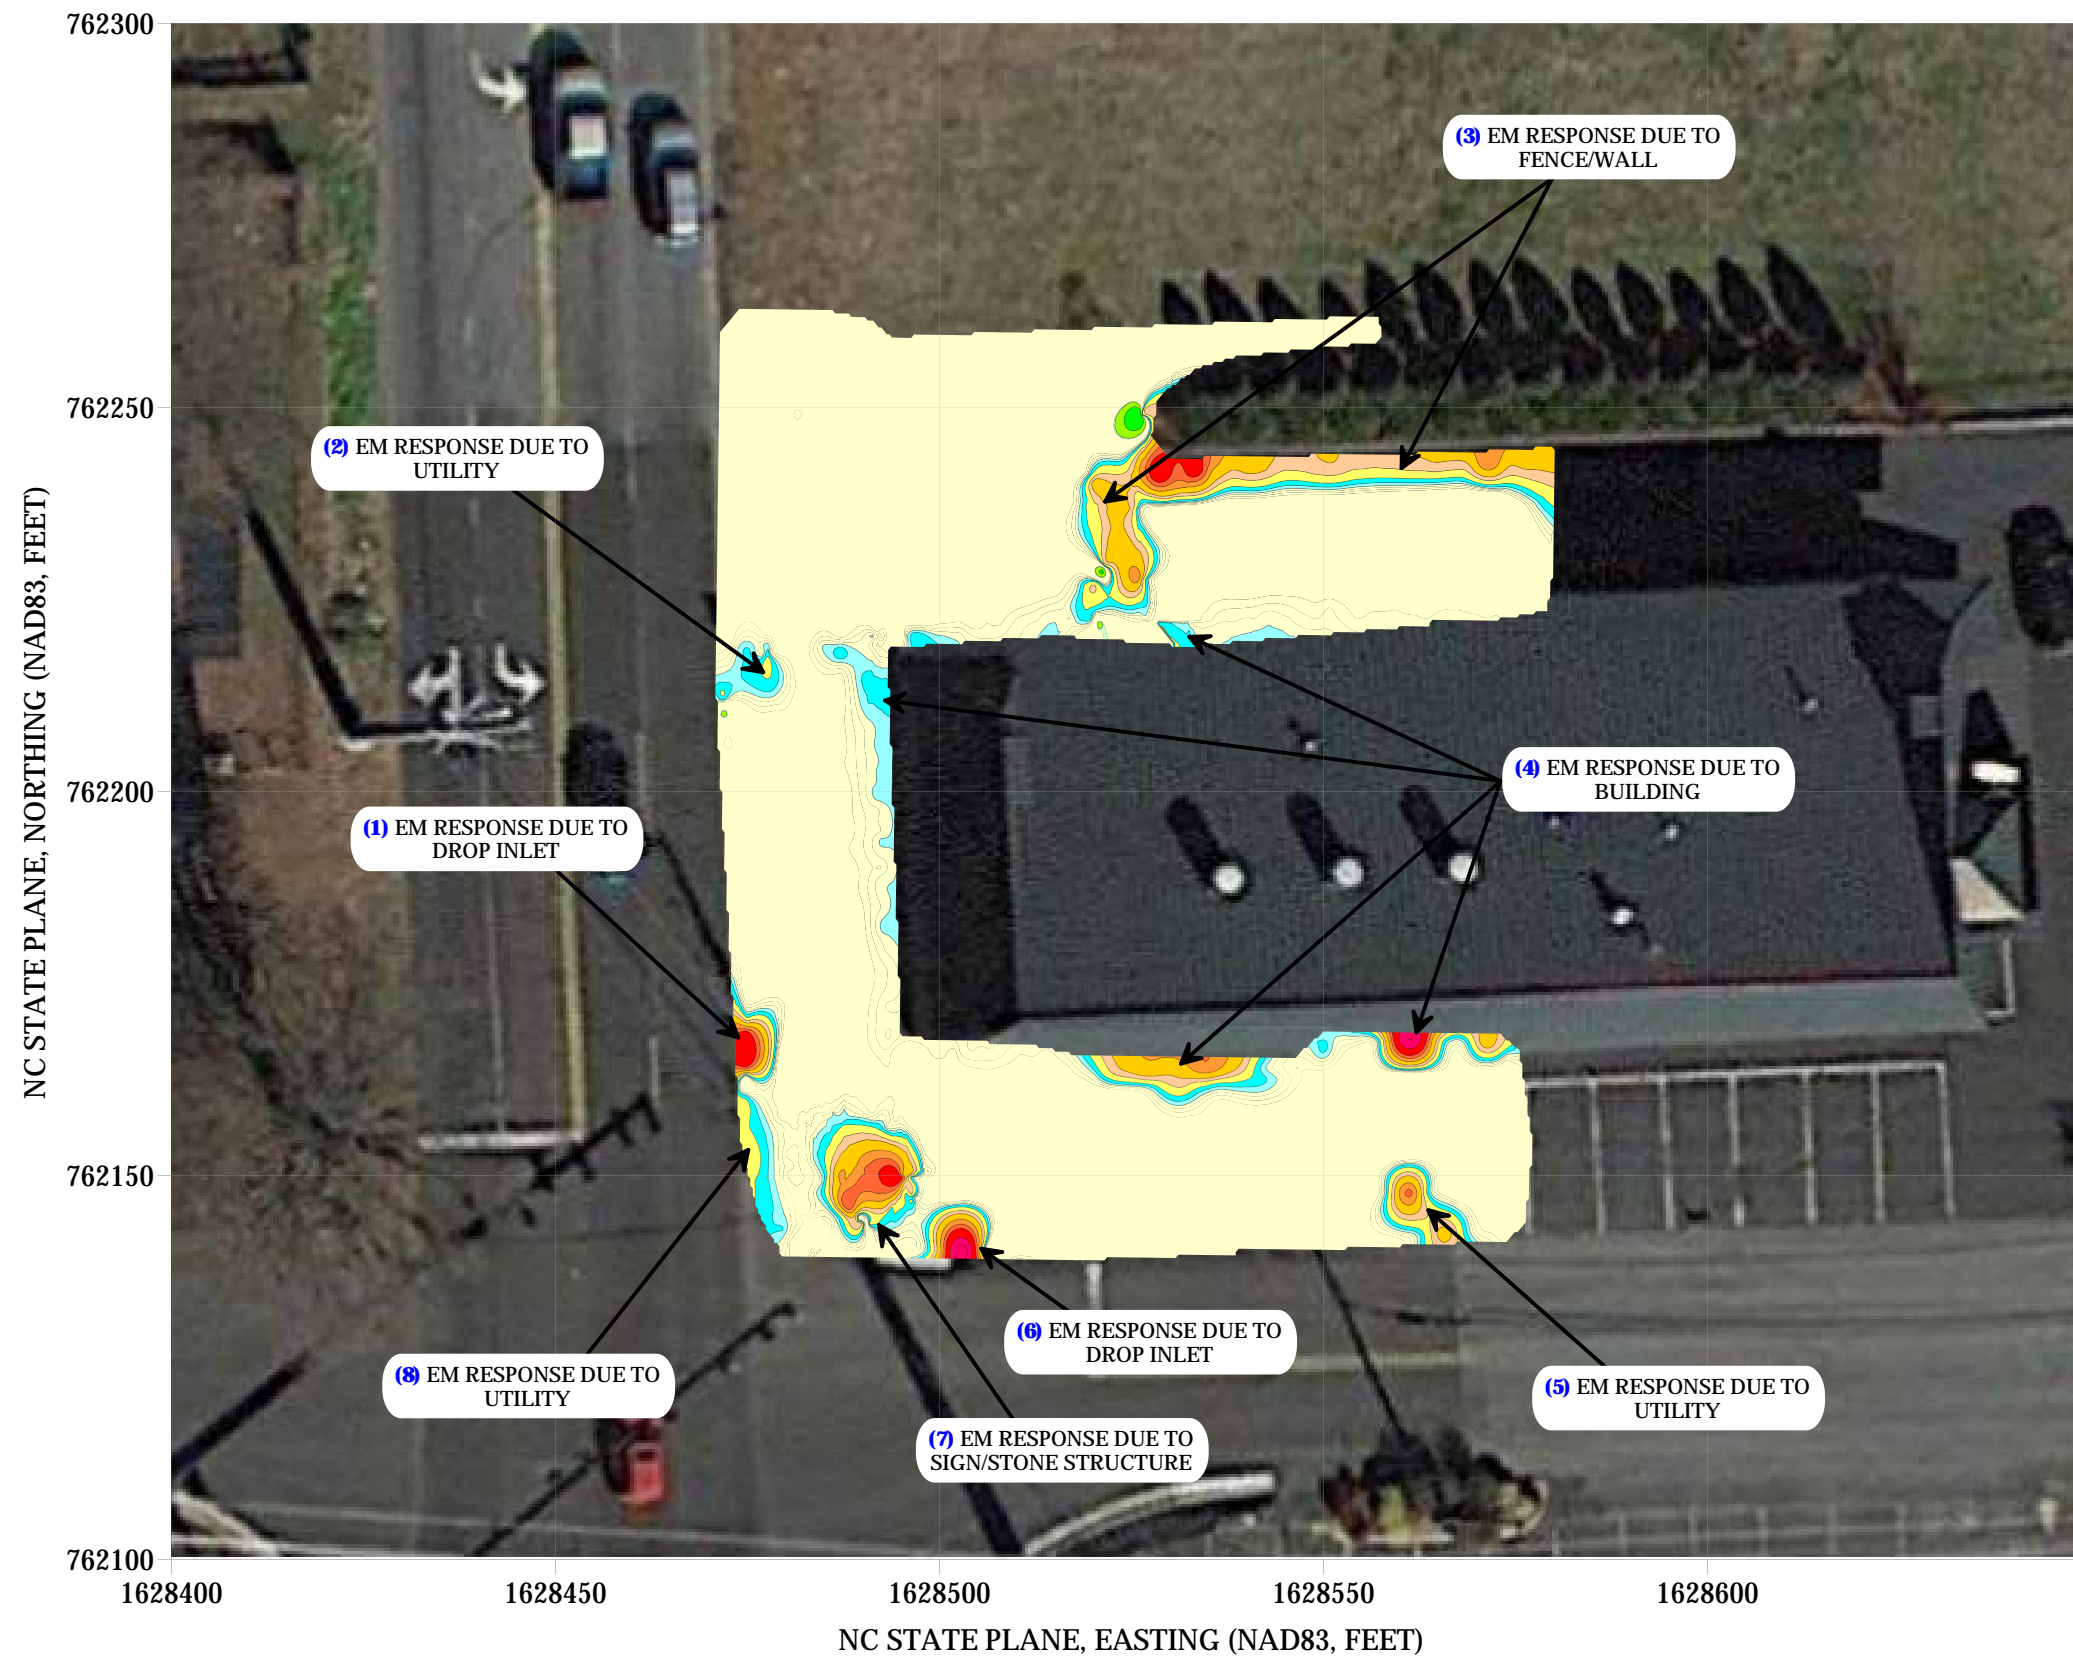 762300
(3) EM RESPONSE DUE TO
FENCE/WALL
762250
(2) EM RESPONSE DUE TO
UTILITY
(4) EM RESPONSE DUE TO
BUILDING
762200
(1) EM RESPONSE DUE TO
DROP INLET
762150
(6) EM RESPONSE DUE TO
DROP INLET
(8) EM RESPONSE DUE TO
UTILITY
(5) EM RESPONSE DUE TO
UTILITY
(7) EM RESPONSE DUE TO
SIGN/STONE STRUCTURE
762100
NC STATE PLANE, NORTHING (NAD83, FEET)
1628400 1628450 1628500 1628550 1628600
NC STATE PLANE, EASTING (NAD83, FEET)